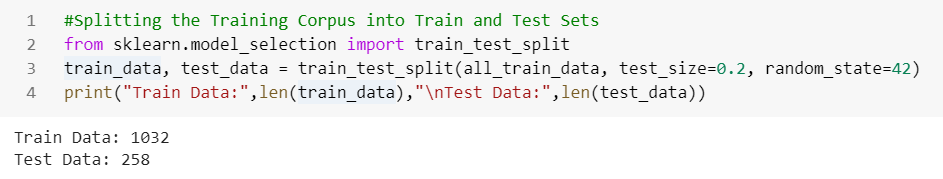 1 #Splitting the Training Corpus into Train and Test Sets
2 from sklearn.model_selection import train_test_split
3 train_data, test_data = train_test_split(all_train_data, test_size=0.2, random_state=42)
4 print("Train Data:",len(train_data),"\nTest Data:",len(test_data))
Train Data: 1032
Test Data: 258